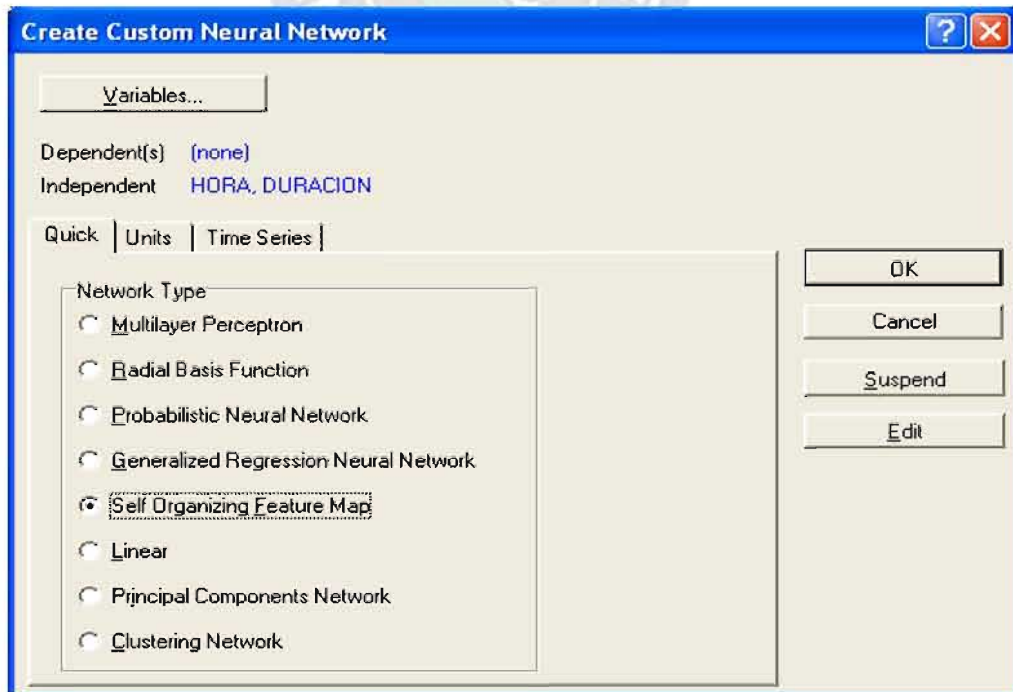 Create Custom Neural Network
Variables...
Dependent(s) (none)
Independent HORA, DURACION
Quick Units Time Series
Network Type
Multilayer Perceptron
Radial Basis Function
Probabilistic Neural Network
Generalized Regression Neural Network
Self Organizing Feature Map
Linear
Principal Components Network
Clustering Network
OK
Cancel
Suspend
Edit